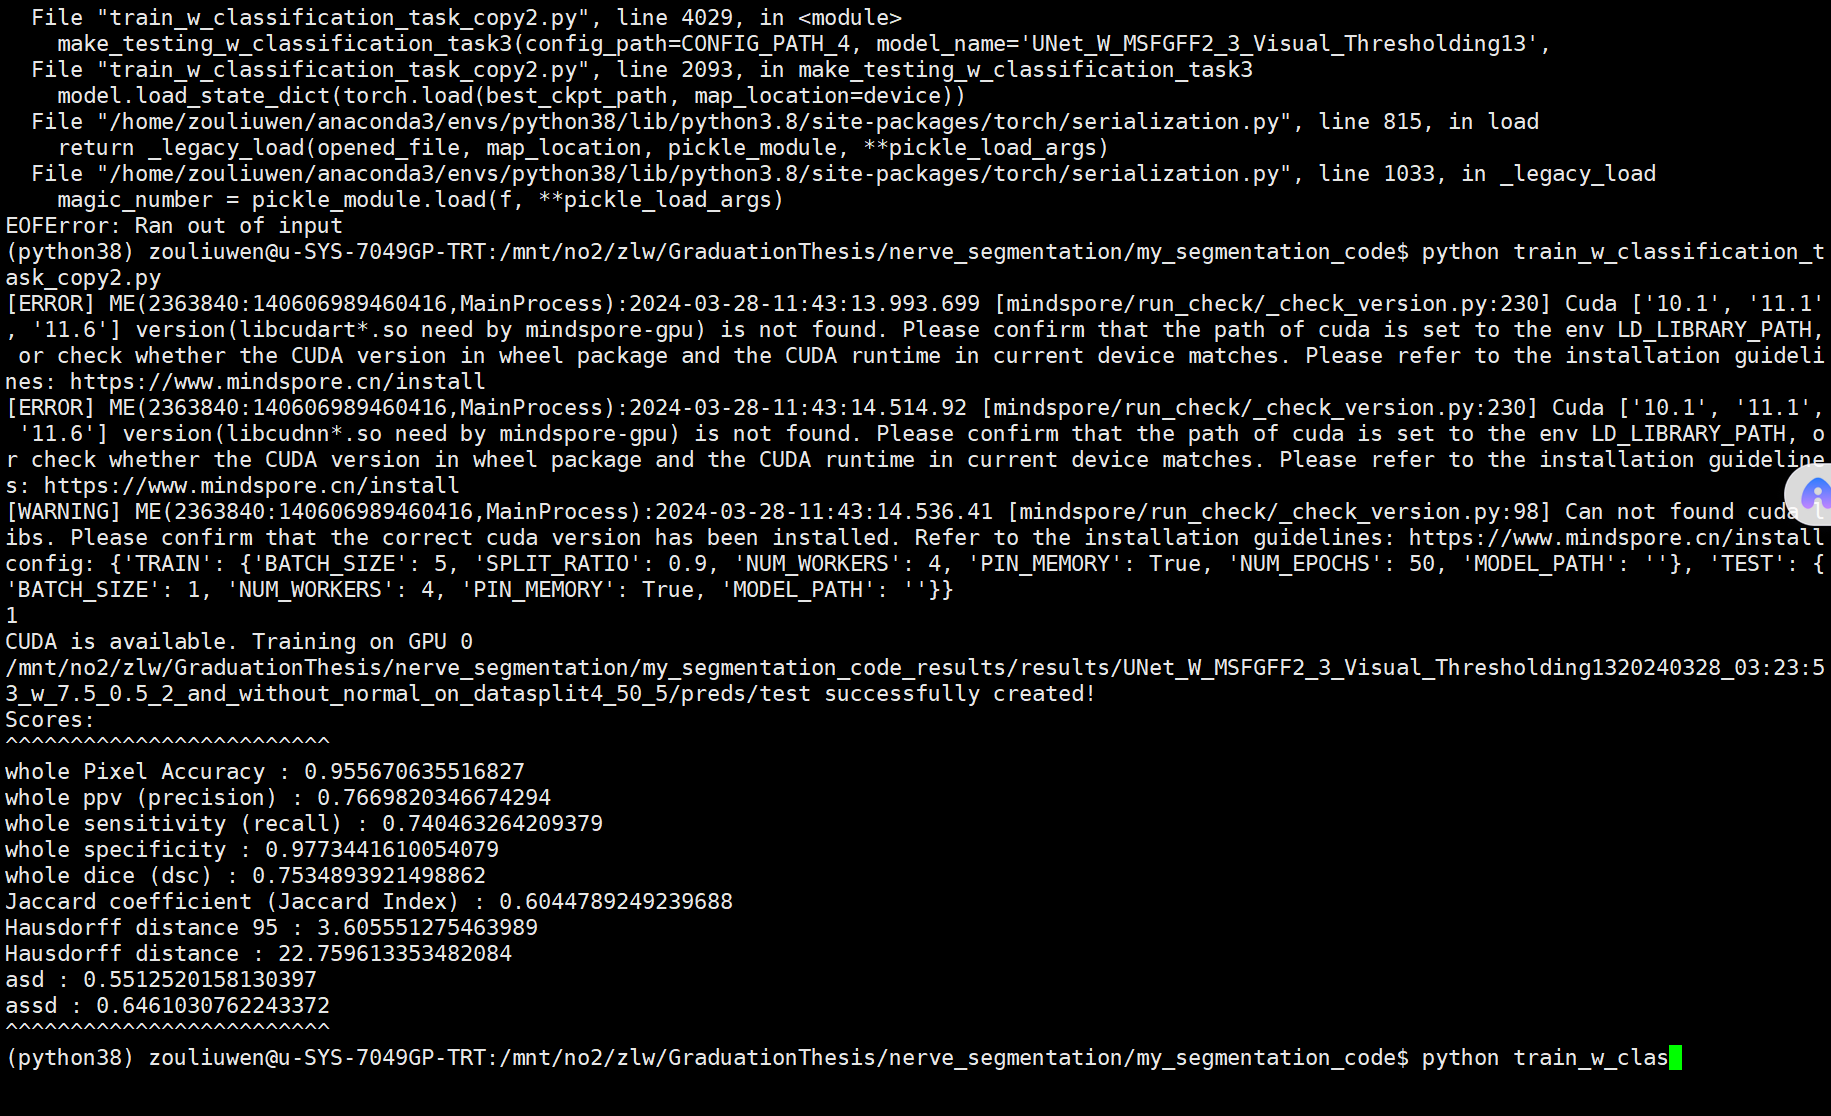 File "train_w_classification_task_copy2.py", line 4029, in <module>
    make_testing_w_classification_task3(config_path=CONFIG_PATH_4, model_name='UNet_W_MSFGFF2_3_Visual_Thresholding13',
  File "train_w_classification_task_copy2.py", line 2093, in make_testing_w_classification_task3
    model.load_state_dict(torch.load(best_ckpt_path, map_location=device))
  File "/home/zouliuwen/anaconda3/envs/python38/lib/python3.8/site-packages/torch/serialization.py", line 815, in load
    return _legacy_load(opened_file, map_location, pickle_module, **pickle_load_args)
  File "/home/zouliuwen/anaconda3/envs/python38/lib/python3.8/site-packages/torch/serialization.py", line 1033, in _legacy_load
    magic_number = pickle_module.load(f, **pickle_load_args)
EOFError: Ran out of input
(python38) zouliuwen@u-SYS-7049GP-TRT:/mnt/no2/zlw/GraduationThesis/nerve_segmentation/my_segmentation_code$ python train_w_classification_t
ask_copy2.py
[ERROR] ME(2363840:140606989460416,MainProcess):2024-03-28-11:43:13.993.699 [mindspore/run_check/_check_version.py:230] Cuda ['10.1', '11.1'
, '11.6'] version(libcudart*.so need by mindspore-gpu) is not found. Please confirm that the path of cuda is set to the env LD_LIBRARY_PATH,
 or check whether the CUDA version in wheel package and the CUDA runtime in current device matches. Please refer to the installation guideli
nes: https://www.mindspore.cn/install
[ERROR] ME(2363840:140606989460416,MainProcess):2024-03-28-11:43:14.514.92 [mindspore/run_check/_check_version.py:230] Cuda ['10.1', '11.1',
 '11.6'] version(libcudnn*.so need by mindspore-gpu) is not found. Please confirm that the path of cuda is set to the env LD_LIBRARY_PATH, o
r check whether the CUDA version in wheel package and the CUDA runtime in current device matches. Please refer to the installation guideline
s: https://www.mindspore.cn/install
[WARNING] ME(2363840:140606989460416,MainProcess):2024-03-28-11:43:14.536.41 [mindspore/run_check/_check_version.py:98] Can not found cuda l
ibs. Please confirm that the correct cuda version has been installed. Refer to the installation guidelines: https://www.mindspore.cn/install
config: {'TRAIN': {'BATCH_SIZE': 5, 'SPLIT_RATIO': 0.9, 'NUM_WORKERS': 4, 'PIN_MEMORY': True, 'NUM_EPOCHS': 50, 'MODEL_PATH': ''}, 'TEST': {
'BATCH_SIZE': 1, 'NUM_WORKERS': 4, 'PIN_MEMORY': True, 'MODEL_PATH': ''}}
1
CUDA is available. Training on GPU 0
/mnt/no2/zlw/GraduationThesis/nerve_segmentation/my_segmentation_code_results/results/UNet_W_MSFGFF2_3_Visual_Thresholding1320240328_03:23:5
3_w_7.5_0.5_2_and_without_normal_on_datasplit4_50_5/preds/test successfully created!
Scores:
^^^^^^^^^^^^^^^^^^^^^^^^^
whole Pixel Accuracy : 0.955670635516827
whole ppv (precision) : 0.7669820346674294
whole sensitivity (recall) : 0.740463264209379
whole specificity : 0.9773441610054079
whole dice (dsc) : 0.7534893921498862
Jaccard coefficient (Jaccard Index) : 0.6044789249239688
Hausdorff distance 95 : 3.605551275463989
Hausdorff distance : 22.759613353482084
asd : 0.5512520158130397
assd : 0.6461030762243372
^^^^^^^^^^^^^^^^^^^^^^^^^
(python38) zouliuwen@u-SYS-7049GP-TRT:/mnt/no2/zlw/GraduationThesis/nerve_segmentation/my_segmentation_code$ python train_w_clas